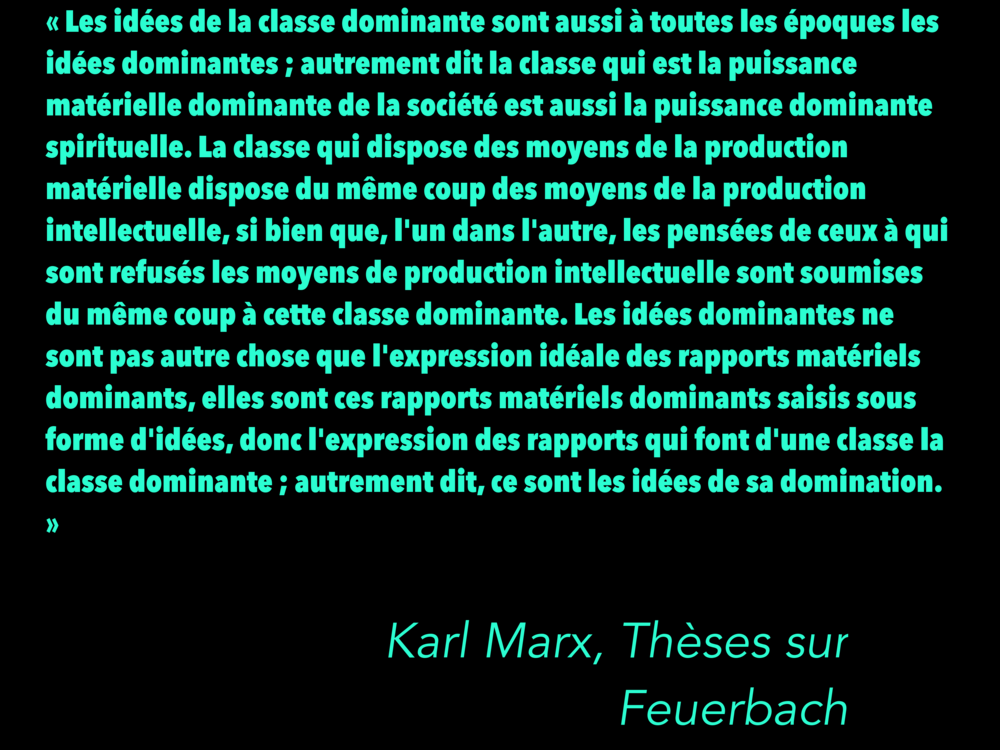 « Les idées de la classe dominante sont aussi à toutes les époques les
idées dominantes ; autrement dit la classe qui est la puissance
matérielle dominante de la société est aussi la puissance dominante
spirituelle. La classe qui dispose des moyens de la production
matérielle dispose du même coup des moyens de la production
intellectuelle, si bien que, l'un dans l'autre, les pensées de ceux à qui
sont refusés les moyens de production intellectuelle sont soumises
du même coup à cette classe dominante. Les idées dominantes ne
sont pas autre chose que l'expression idéale des rapports matériels
dominants, elles sont ces rapports matériels dominants saisis sous
forme d'idées, donc l'expression des rapports qui font d'une classe la
classe dominante ; autrement dit, ce sont les idées de sa domination.
»
Karl Marx, Thèses sur
Feuerbach